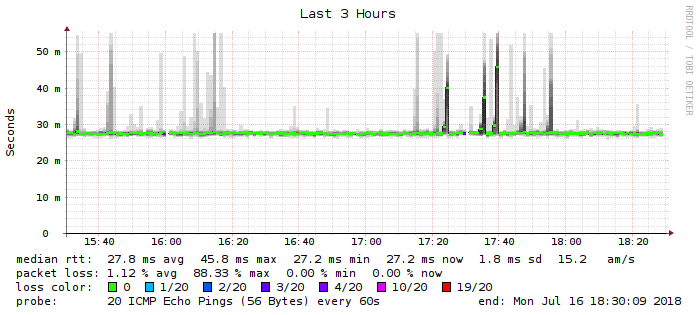 Last 3 Hours
RRDTOOL / TOBI OETIKER
Seconds
50 m
40 m
30 m
20 m
10 m
0
15:40 16:00 16:20 16:40 17:00 17:20 17:40 18:00 18:20
median rtt: 27.8 ms avg 45.8 ms max 27.2 ms min 27.2 ms now 1.8 ms sd 15.2 am/s
packet loss: 1.12 % avg 88.33 % max 0.00 % min 0.00 % now
loss color: 0 1/20 2/20 3/20 4/20 10/20 19/20
probe: 20 ICMP Echo Pings (56 Bytes) every 60s end: Mon Jul 16 18:30:09 2018